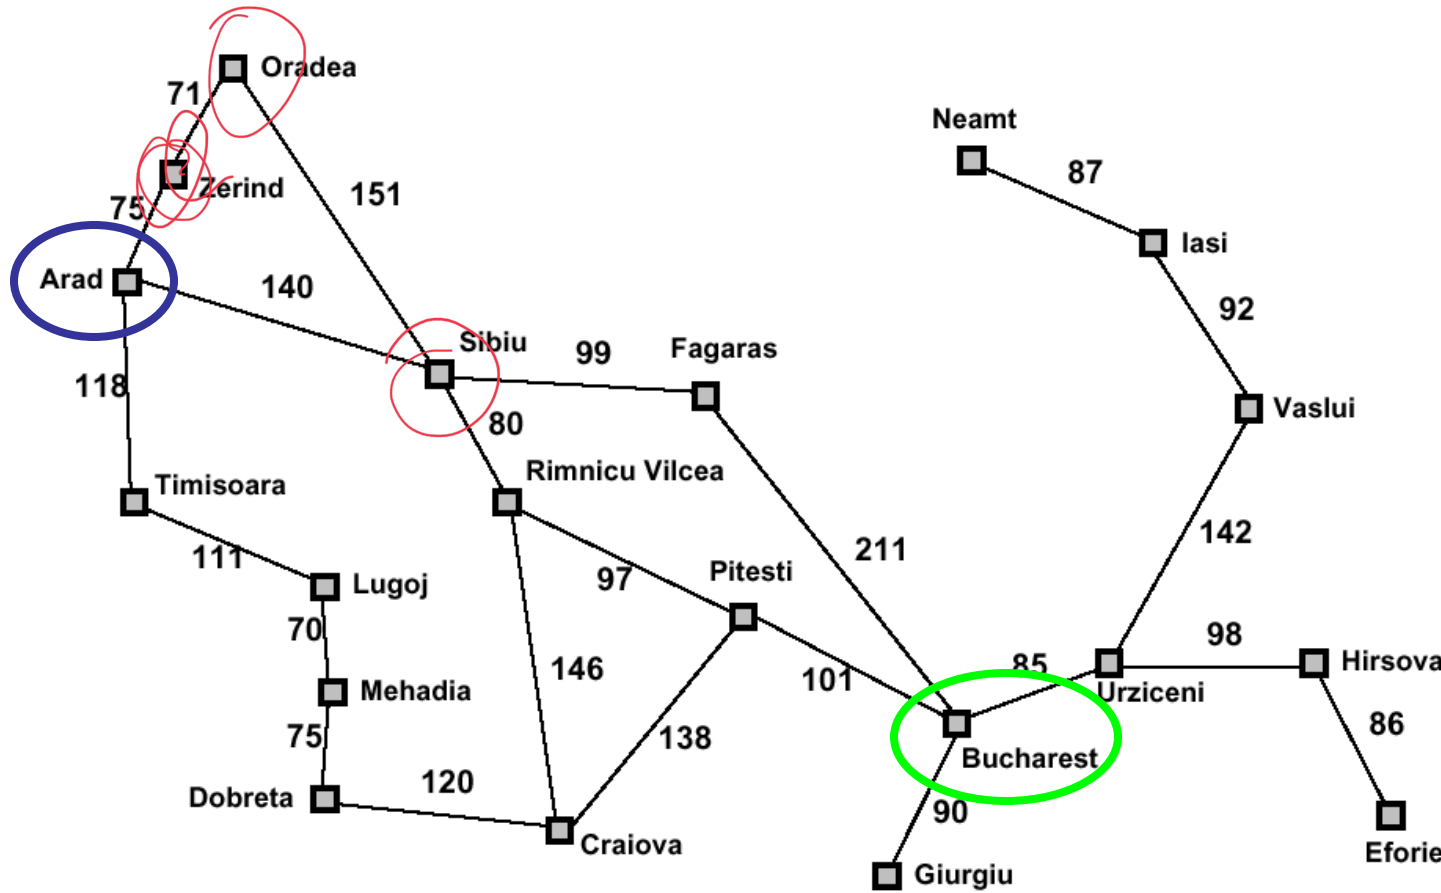 Oradea
71
Neamt
87
Zerind
151
75
Iasi
Arad
140
92
Sibiu
99
Fagaras
118
80
Vaslui
Rimnicu Vilcea
Timisoara
142
111
211
97
Pitesti
Lugoj
70
98
146
101
85
Hirsova
Mehadia
Urziceni
75
138
86
Bucharest
Dobreta
120
90
Craiova
Eforie
Giurgiu